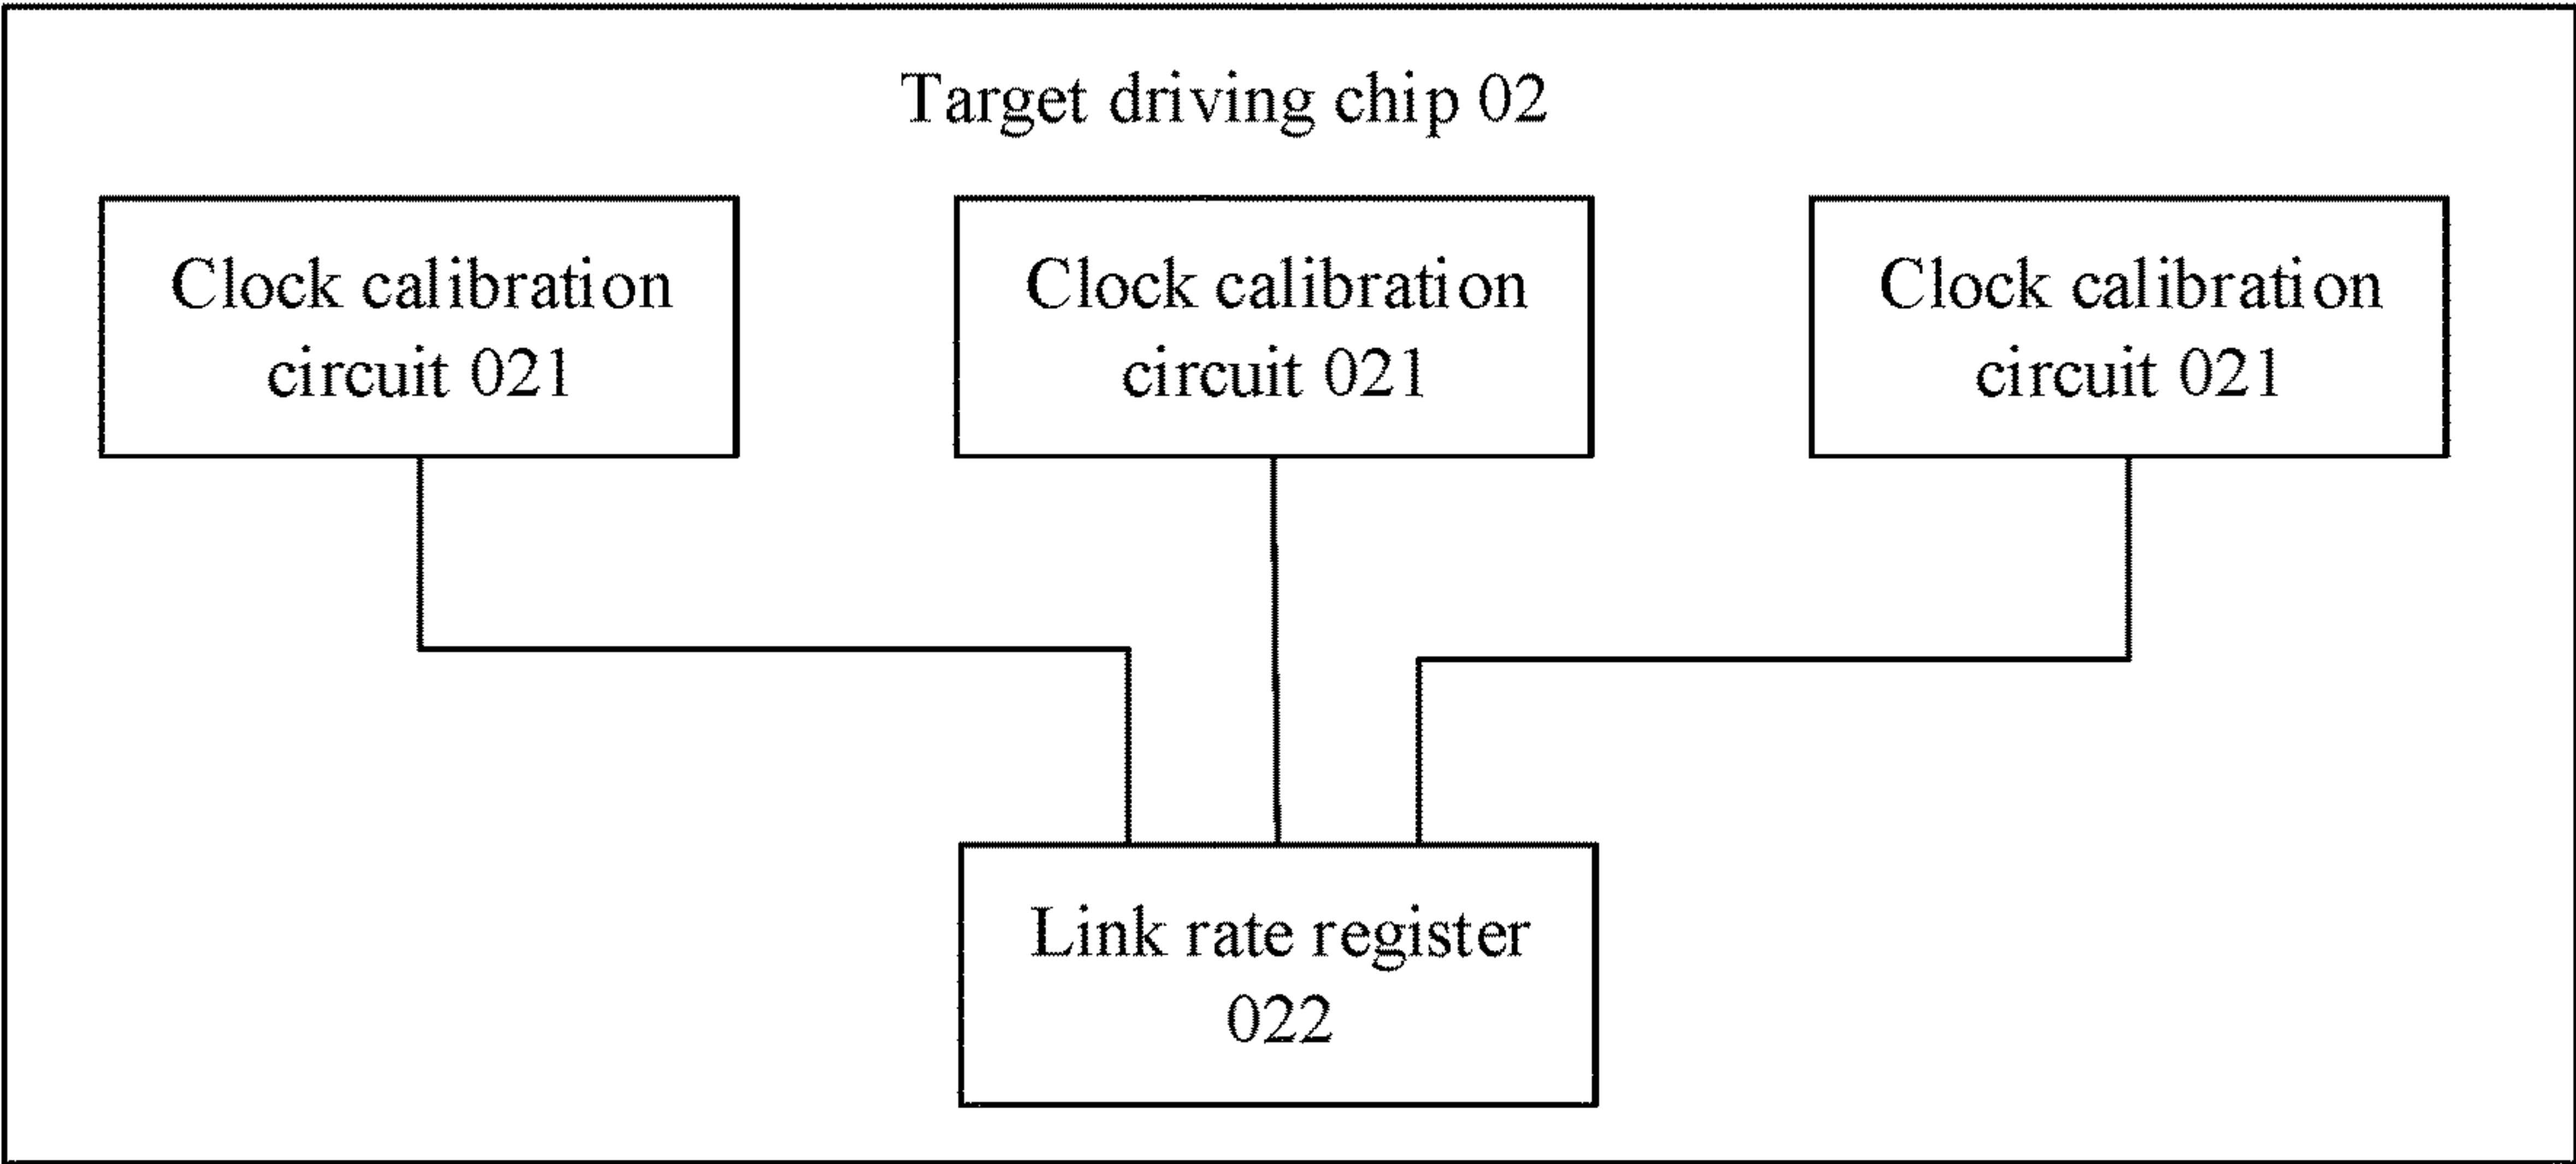 Target driving chip 02
Clock calibration
circuit 021
Clock calibration
circuit 021
Clock calibration
circuit 021
Link rate register
022